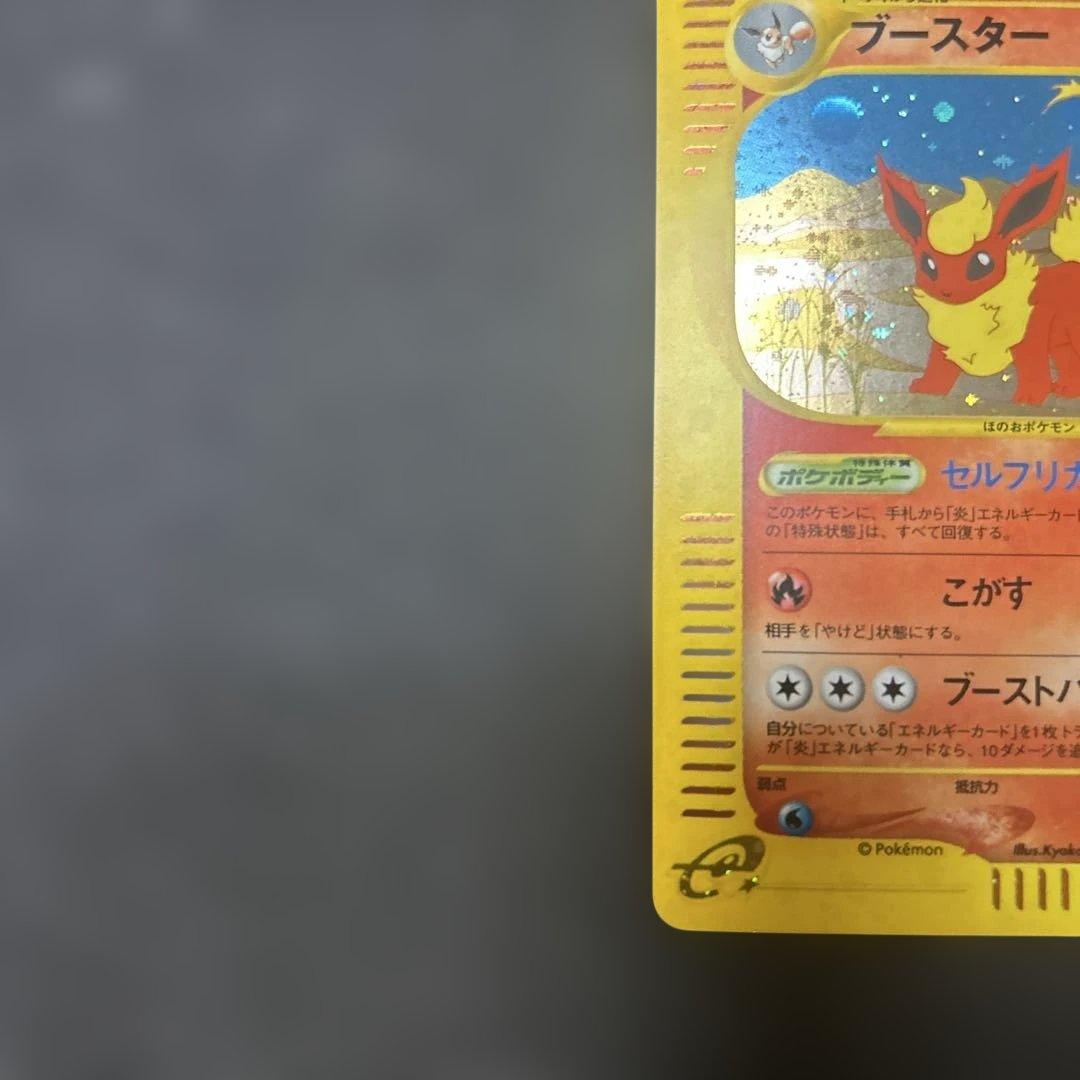 ブースター
ほのおポケモン
特殊体質
ポケボディー
セルフリカ
このポケモンに、手札から「炎」エネルギーカード
の「特殊状態」は、すべて回復する。
こがす
相手を「やけど」状態にする。
ブーストバ
自分についている「エネルギーカード」を1枚トラ
が「炎」エネルギーカードなら、10ダメージを追
弱点
抵抗力
© Pokémon
Illus.Kyoko
e